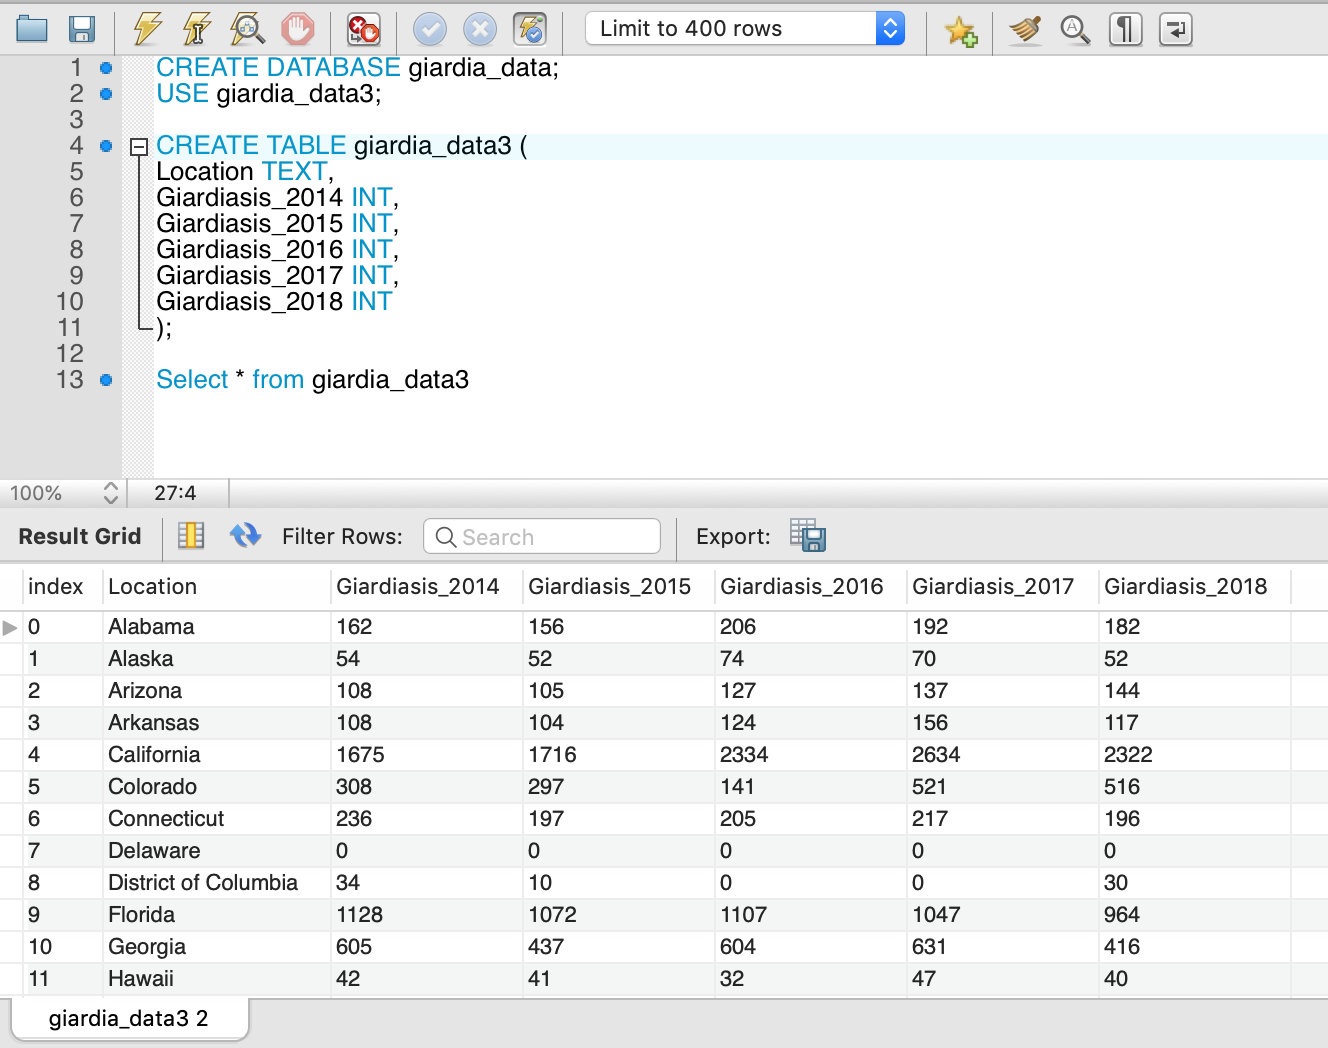 Limit to 400 rows
1 CREATE DATABASE giardia_data;
2 USE giardia_data3;
3
4 CREATE TABLE giardia_data3 (
5 Location TEXT,
6 Giardiasis_2014 INT,
7 Giardiasis_2015 INT,
8 Giardiasis_2016 INT,
9 Giardiasis_2017 INT,
10 Giardiasis_2018 INT
11 );
12
13 Select * from giardia_data3
100% 27:4
Result Grid Filter Rows: Search Export:
index Location Giardiasis_2014 Giardiasis_2015 Giardiasis_2016 Giardiasis_2017 Giardiasis_2018
0 Alabama 162 156 206 192 182
1 Alaska 54 52 74 70 52
2 Arizona 108 105 127 137 144
3 Arkansas 108 104 124 156 117
4 California 1675 1716 2334 2634 2322
5 Colorado 308 297 141 521 516
6 Connecticut 236 197 205 217 196
7 Delaware 0 0 0 0 0
8 District of Columbia 34 10 0 0 30
9 Florida 1128 1072 1107 1047 964
10 Georgia 605 437 604 631 416
11 Hawaii 42 41 32 47 40
giardia_data3 2